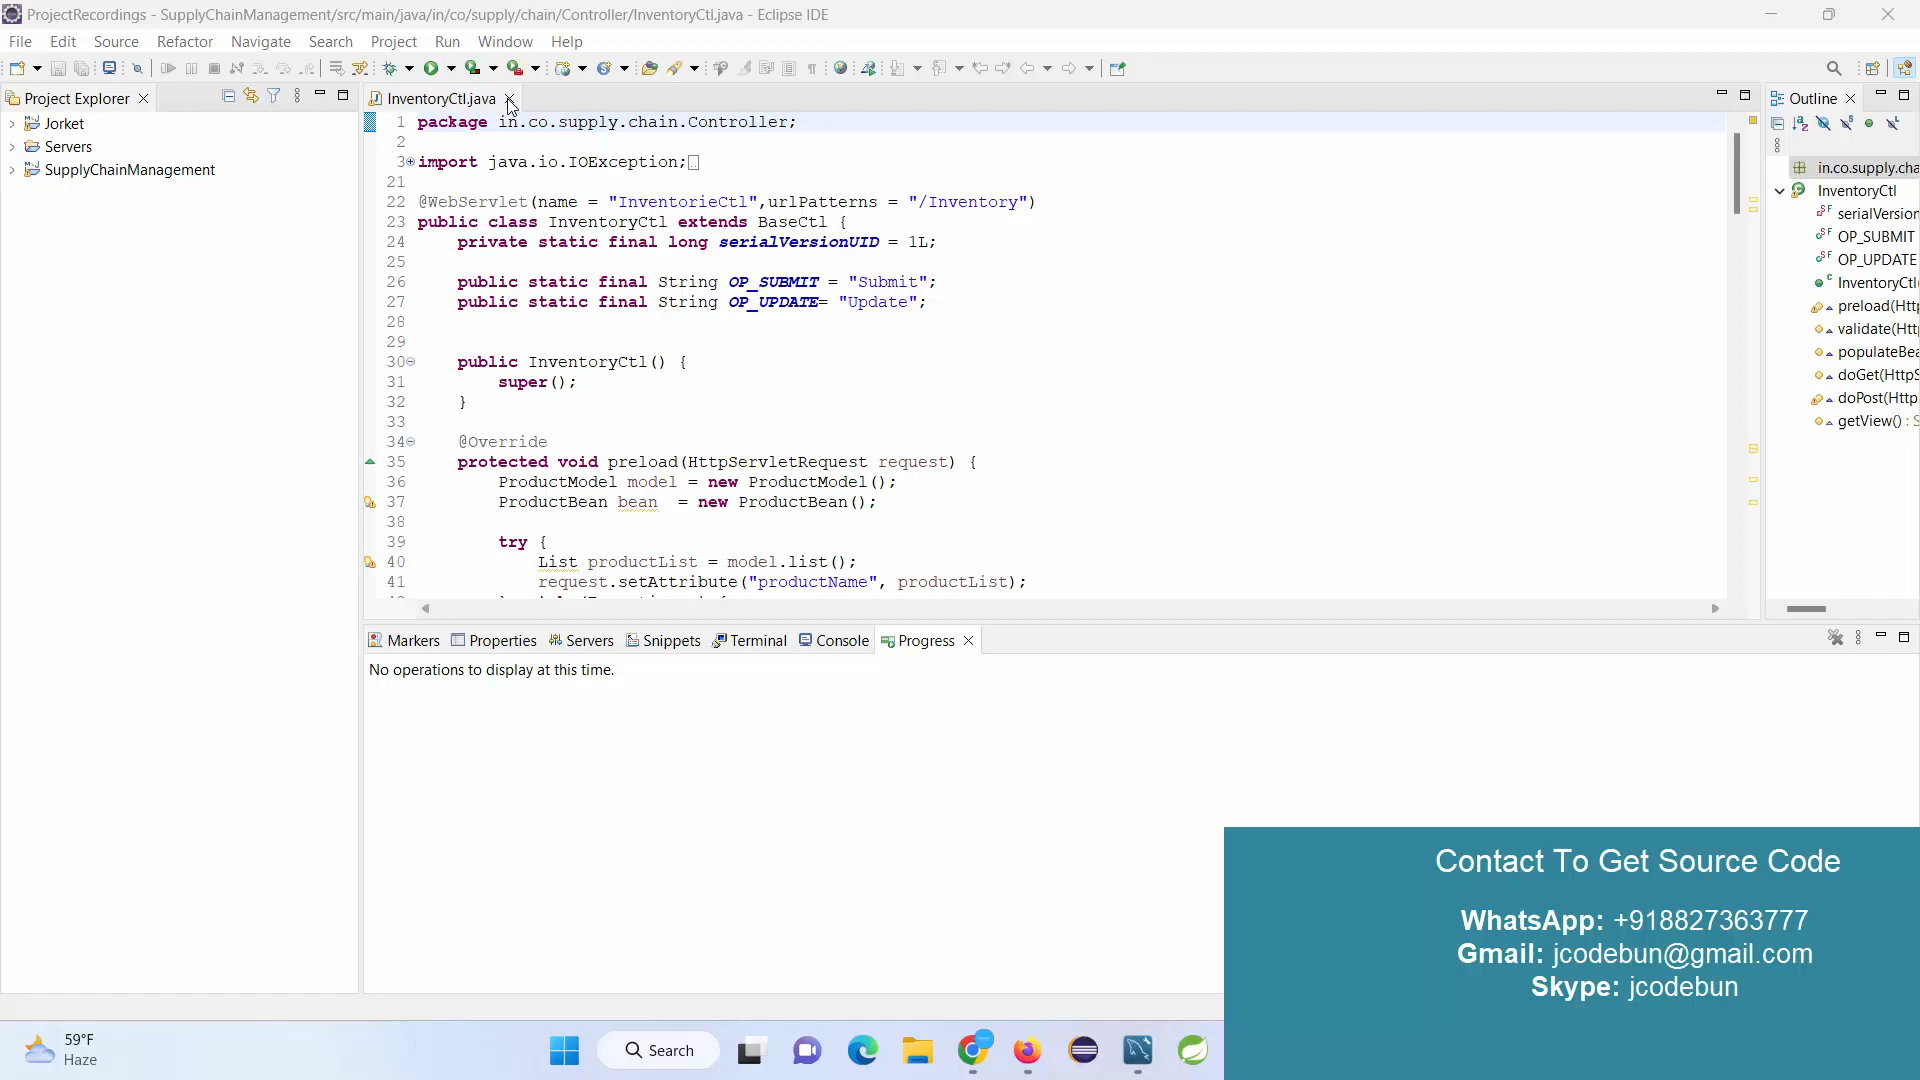 ProjectRecordings - SupplyChainManagement/src/main/java/in/co/supply/chain/Controller/InventoryCtl.java - Eclipse IDE
File Edit Source Refactor Navigate Search Project Run Window Help
Project Explorer
Jorket
Servers
SupplyChainManagement
InventoryCtl.java
1 package in.co.supply.chain.Controller;
2
3 import java.io.IOException;
21
22 @WebServlet(name = "InventorieCtl",urlPatterns = "/Inventory")
23 public class InventoryCtl extends BaseCtl {
24 private static final long serialVersionUID = 1L;
25
26 public static final String OP_SUBMIT = "Submit";
27 public static final String OP_UPDATE= "Update";
28
29
30 public InventoryCtl() {
31 super();
32 }
33
34 @Override
35 protected void preload(HttpServletRequest request) {
36 ProductModel model = new ProductModel();
37 ProductBean bean  = new ProductBean();
38
39 try {
40 List productList = model.list();
41 request.setAttribute("productName", productList);
Outline
in.co.supply.cha
InventoryCtl
serialVersion
OP_SUBMIT
OP_UPDATE
InventoryCtl
preload(Htt
validate(Htt
populateBea
doGet(HttpS
doPost(Http
getView() : S
Markers Properties Servers Snippets Terminal Console Progress
No operations to display at this time.
Contact To Get Source Code
WhatsApp: +918827363777
Gmail: jcodebun@gmail.com
Skype: jcodebun
59°F
Haze
Search